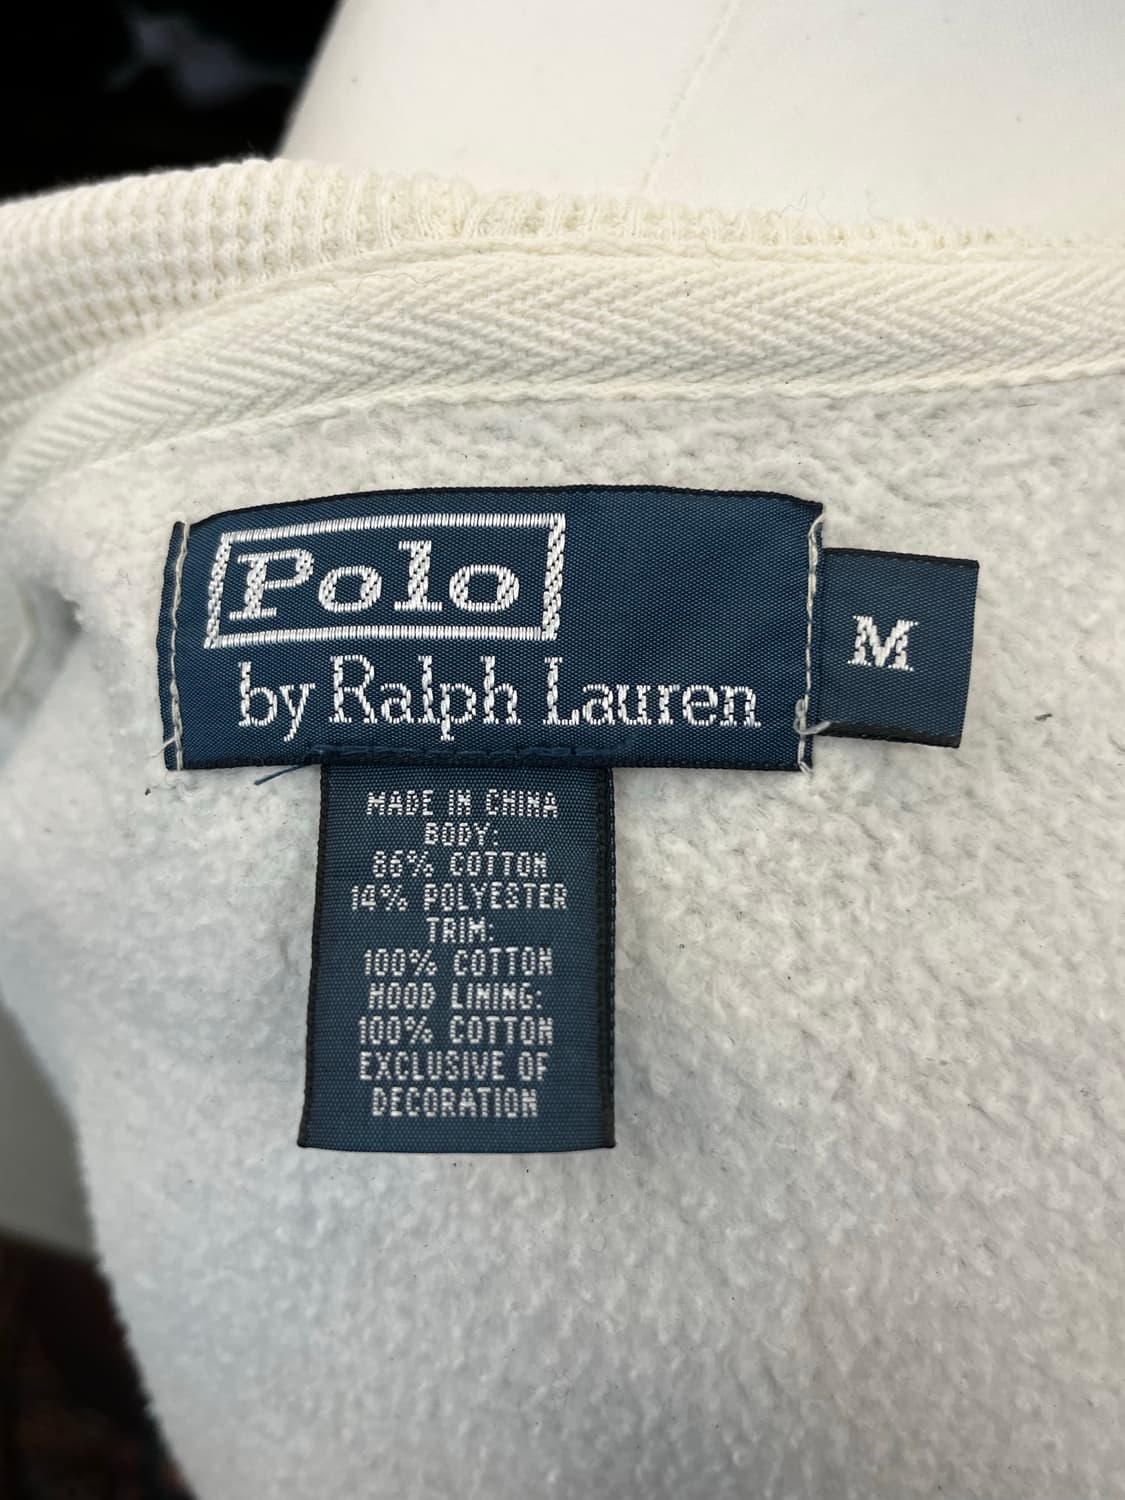 Polo
by Ralph Lauren
M
MADE IN CHINA
BODY:
86% COTTON
14% POLYESTER
TRIM:
100% COTTON
HOOD LINING:
100% COTTON
EXCLUSIVE OF
DECORATION